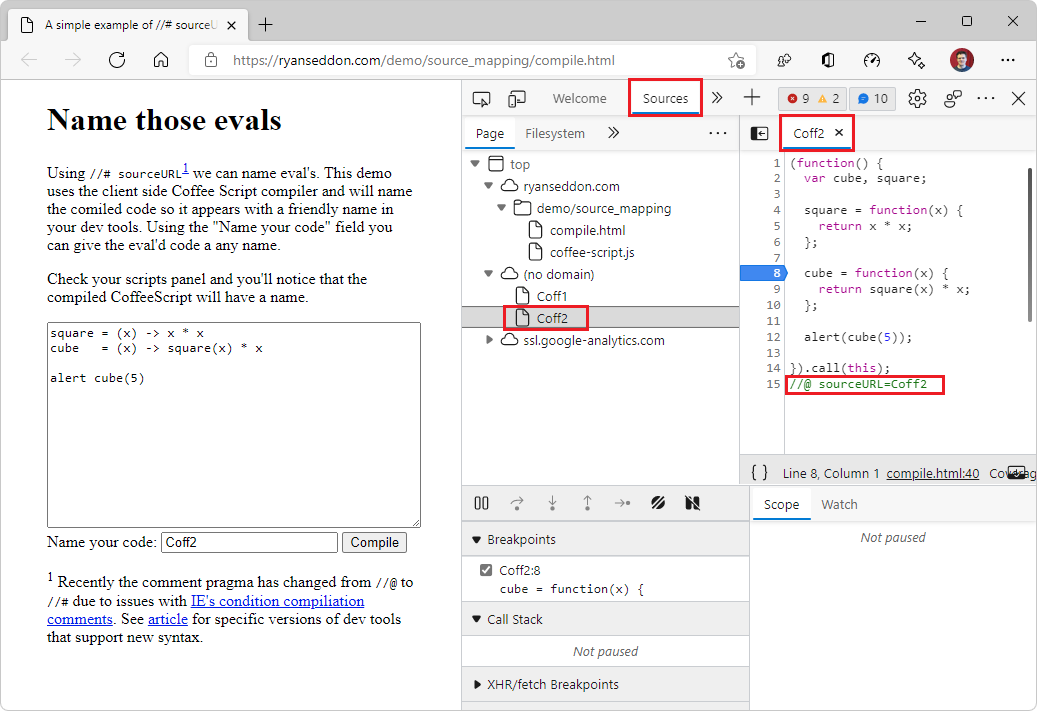 A simple example of //# sourceU
https://ryanseddon.com/demo/source_mapping/compile.html
Name those evals
Using //# sourceURL1 we can name eval's. This demo
uses the client side Coffee Script compiler and will name
the comiled code so it appears with a friendly name in
your dev tools. Using the "Name your code" field you
can give the eval'd code a any name.
Check your scripts panel and you'll notice that the
compiled CoffeeScript will have a name.
square = (x) -> x * x
cube   = (x) -> square(x) * x
alert cube(5)
Name your code: Coff2 Compile
1 Recently the comment pragma has changed from //@ to
//# due to issues with IE's condition compiliation
comments. See article for specific versions of dev tools
that support new syntax.
Welcome Sources 9 2 10
Page Filesystem
top
ryanseddon.com
demo/source_mapping
compile.html
coffee-script.js
(no domain)
Coff1
Coff2
ssl.google-analytics.com
Coff2
1 (function() {
2   var cube, square;
3
4   square = function(x) {
5     return x * x;
6   };
7
8   cube = function(x) {
9     return square(x) * x;
10   };
11
12   alert(cube(5));
13
14 }).call(this);
15 //@ sourceURL=Coff2
{ } Line 8, Column 1 compile.html:40
Breakpoints
Coff2:8
cube = function(x) {
Call Stack
Not paused
XHR/fetch Breakpoints
Scope Watch
Not paused